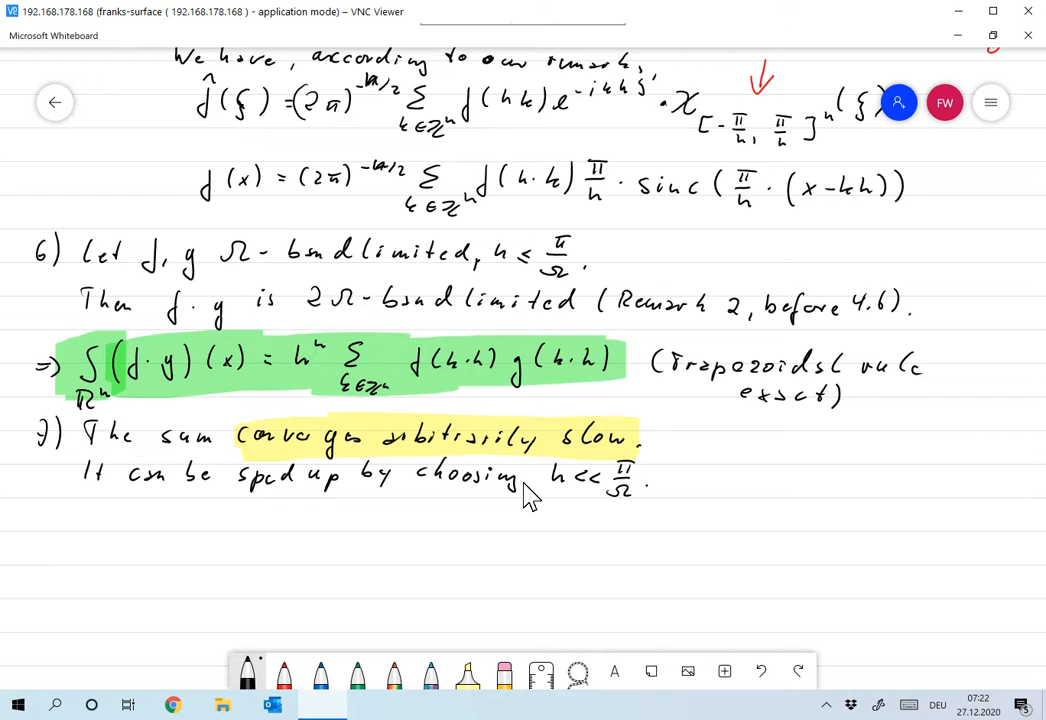 192.168.178.168 (franks-surface ( 192.168.178.168 ) - application mode) – VNC Viewer
Microsoft Whiteboard
We have, according to our remark,
f̂(ξ) = (2π)^{-n/2} Σ_{k∈ℤⁿ} f(hk) e^{-ikhξ} · χ_{[-π/h, π/h]ⁿ}(ξ)
FW
f(x) = (2π)^{-n/2} Σ_{k∈ℤⁿ} f(h·k) π/h · sinc(π/h · (x-kh))
6) Let f, g Ω-bandlimited, h ≤ π/Ω.
Then f·g is 2Ω-bandlimited (Remark 2, before 4.6).
=> ∫_{ℝⁿ} (f·g)(x) = hⁿ Σ_{k∈ℤⁿ} f(k·h) g(k·h) (Trapezoidal rule
exact)
7) The sum converges arbitrarily slow.
It can be sped up by choosing h << π/Ω.
A
DEU
07:22
27.12.2020
5